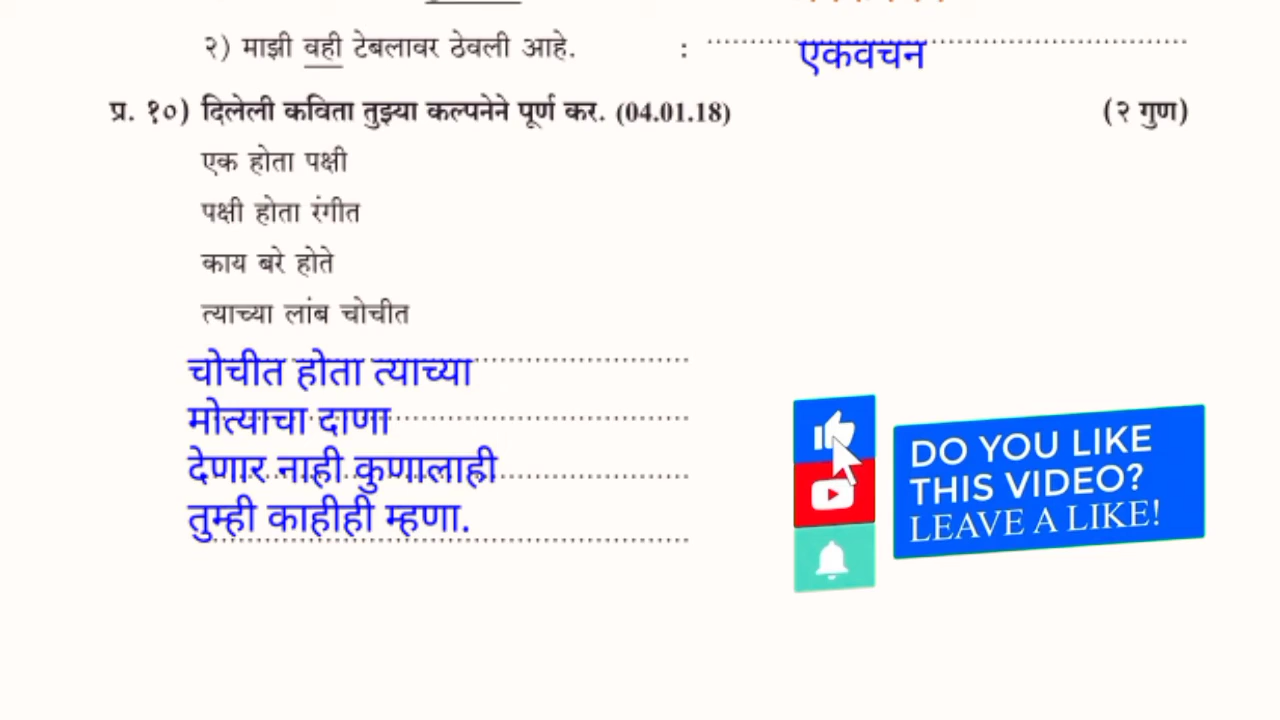 २) माझी वही टेबलावर ठेवली आहे. : एकवचन
प्र. १०) दिलेली कविता तुझ्या कल्पनेने पूर्ण कर. (04.01.18) (२ गुण)
एक होता पक्षी
पक्षी होता रंगीत
काय बरे होते
त्याच्या लांब चोचीत
चोचीत होता त्याच्या
मोत्याचा दाणा
देणार नाही कुणालाही
तुम्ही काहीही म्हणा.
DO YOU LIKE
THIS VIDEO?
LEAVE A LIKE!